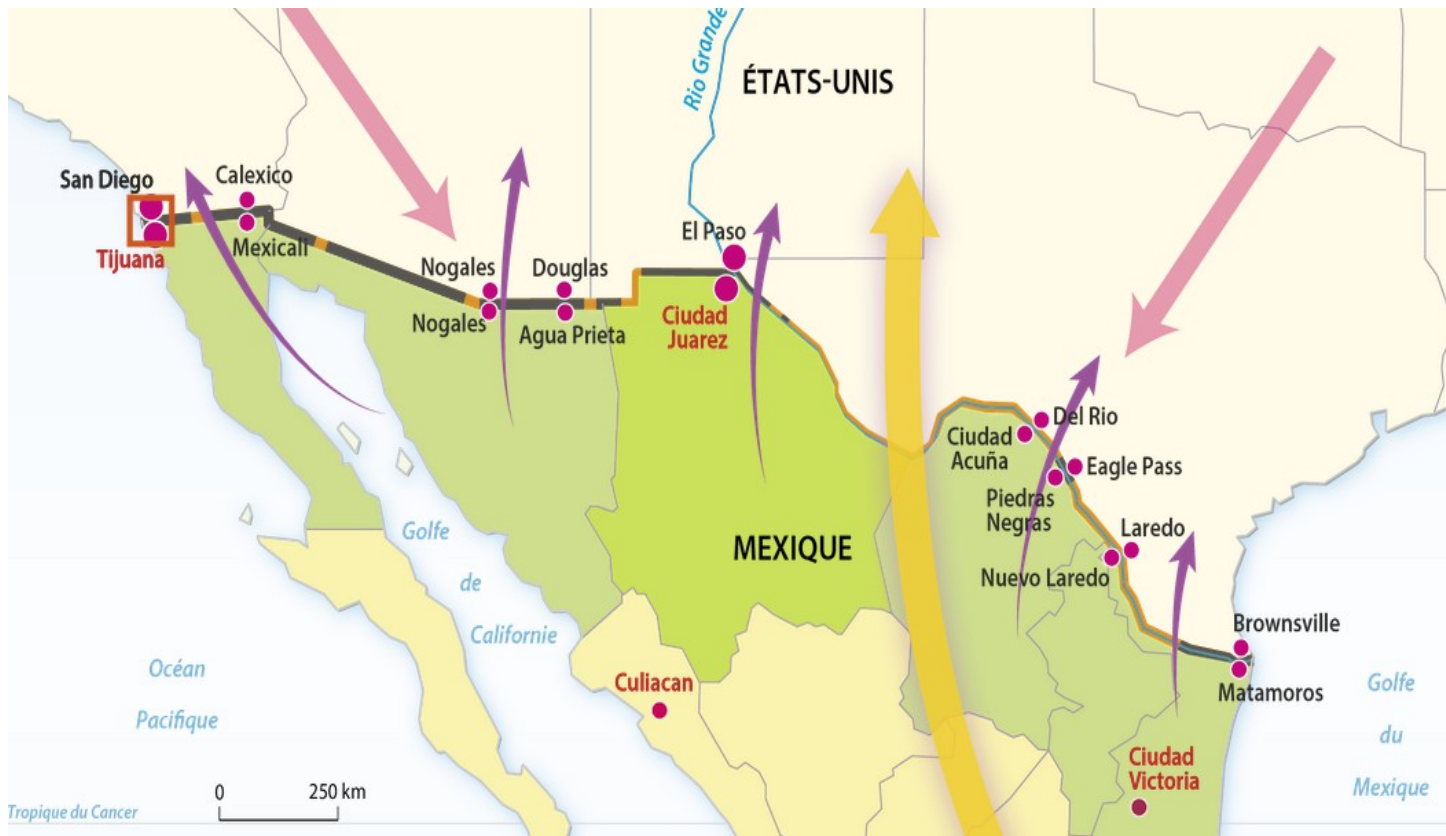 Rio Grande
ÉTATS-UNIS
San Diego
Calexico
Tijuana
Mexicali
El Paso
Nogales
Douglas
Nogales
Agua Prieta
Ciudad
Juarez
Del Rio
Ciudad
Acuña
Eagle Pass
Piedras
Negras
Golfe
de
Californie
MEXIQUE
Laredo
Nuevo Laredo
Brownsville
Matamoros
Océan
Pacifique
Culiacan
Golfe
du
Mexique
Ciudad
Victoria
0 250 km
Tropique du Cancer